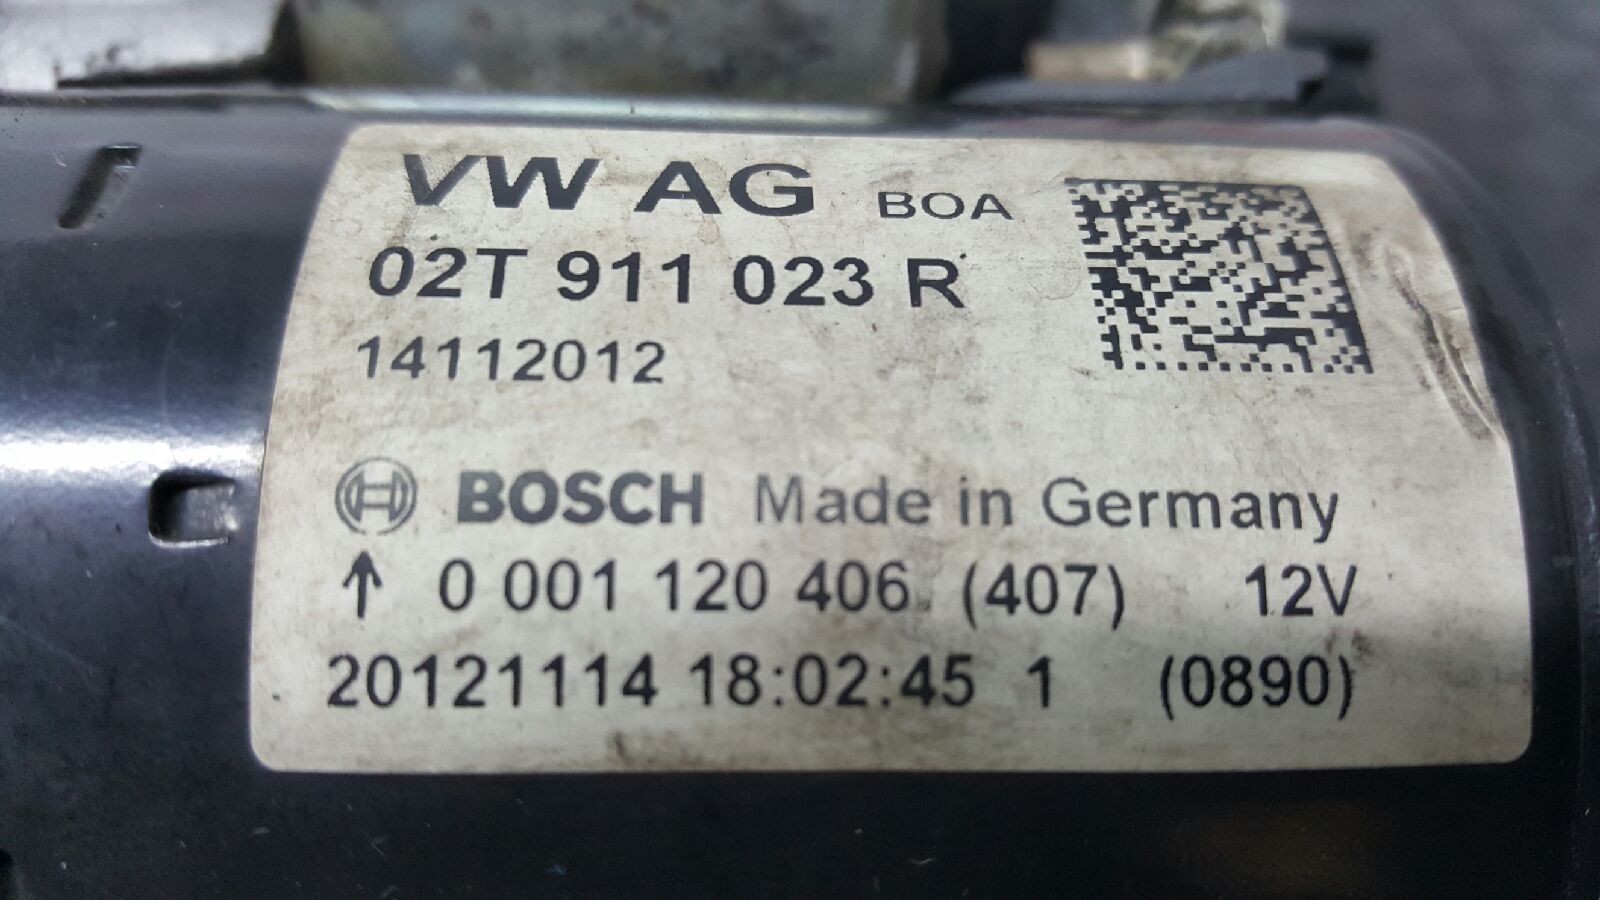 VW AG BOA
02T 911 023 R
14112012
BOSCH Made in Germany
↑ 0 001 120 406 (407) 12V
20121114 18:02:45 1 (0890)